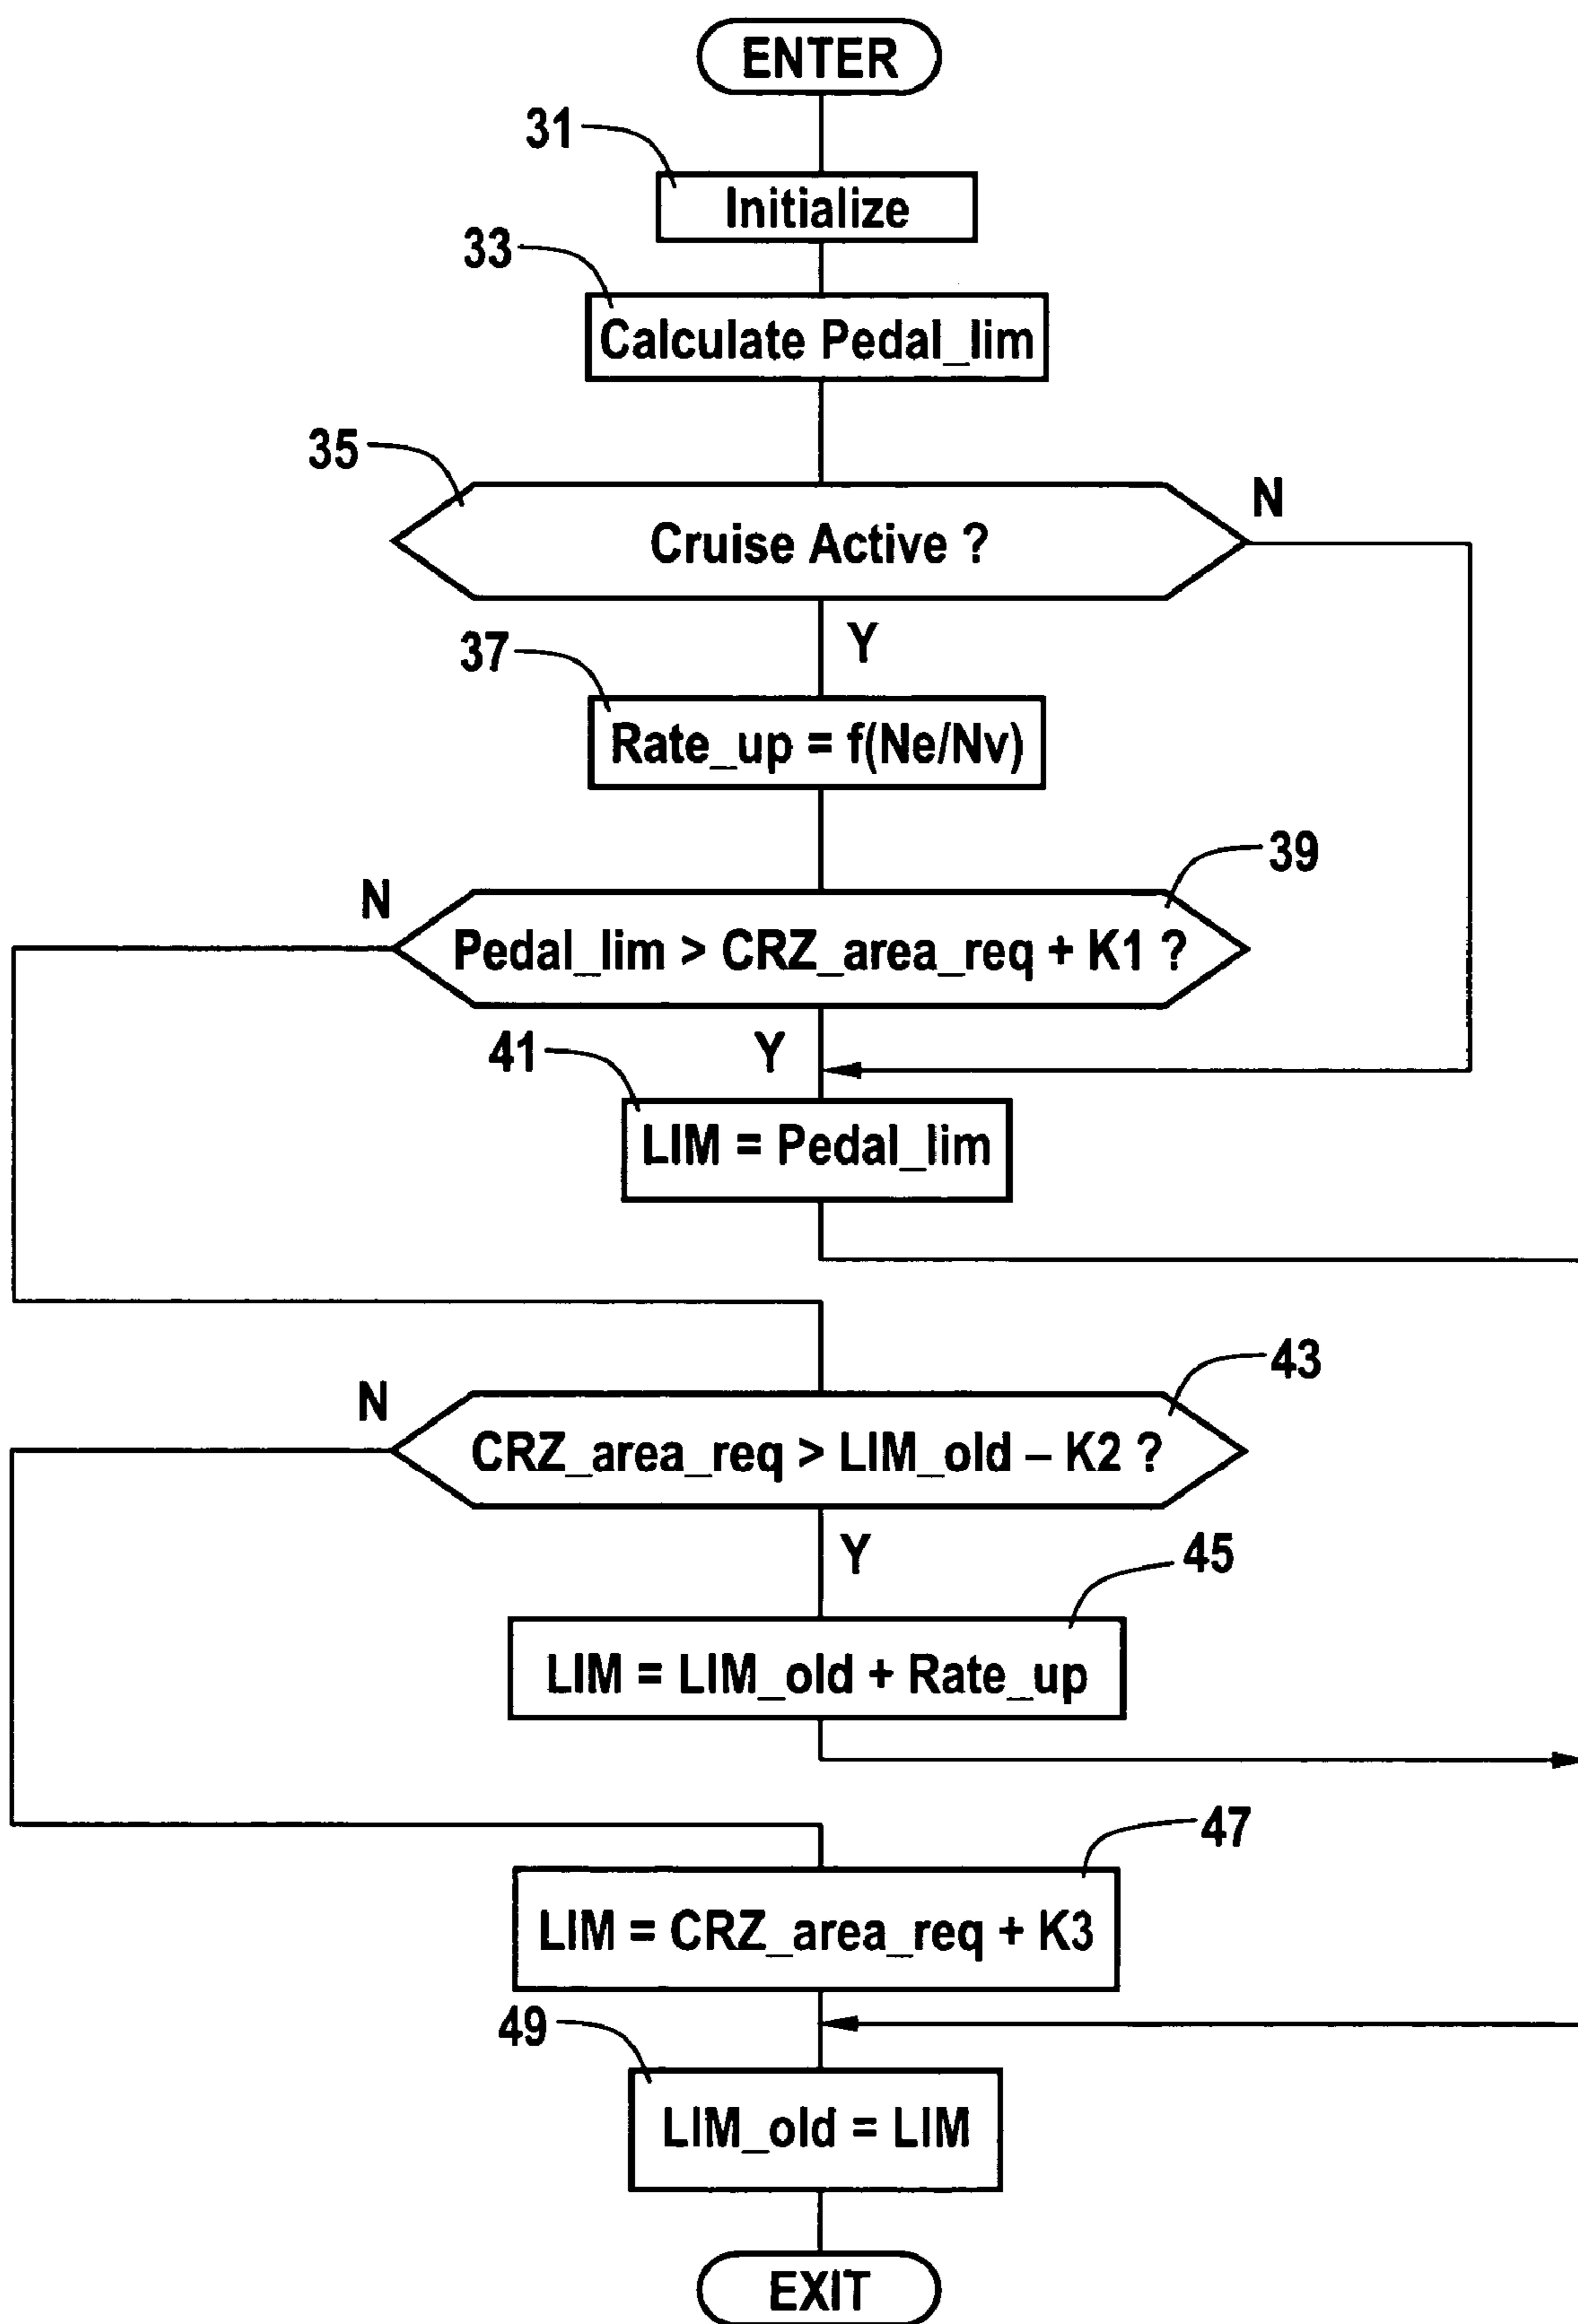 ENTER
31
Initialize
33
Calculate Pedal_lim
35
N
Cruise Active ?
Y
37
Rate_up = f(Ne/Nv)
39
N
Pedal_lim > CRZ_area_req + K1 ?
Y
41
LIM = Pedal_lim
43
N
CRZ_area_req > LIM_old – K2 ?
Y
45
LIM = LIM_old + Rate_up
47
LIM = CRZ_area_req + K3
49
LIM_old = LIM
EXIT